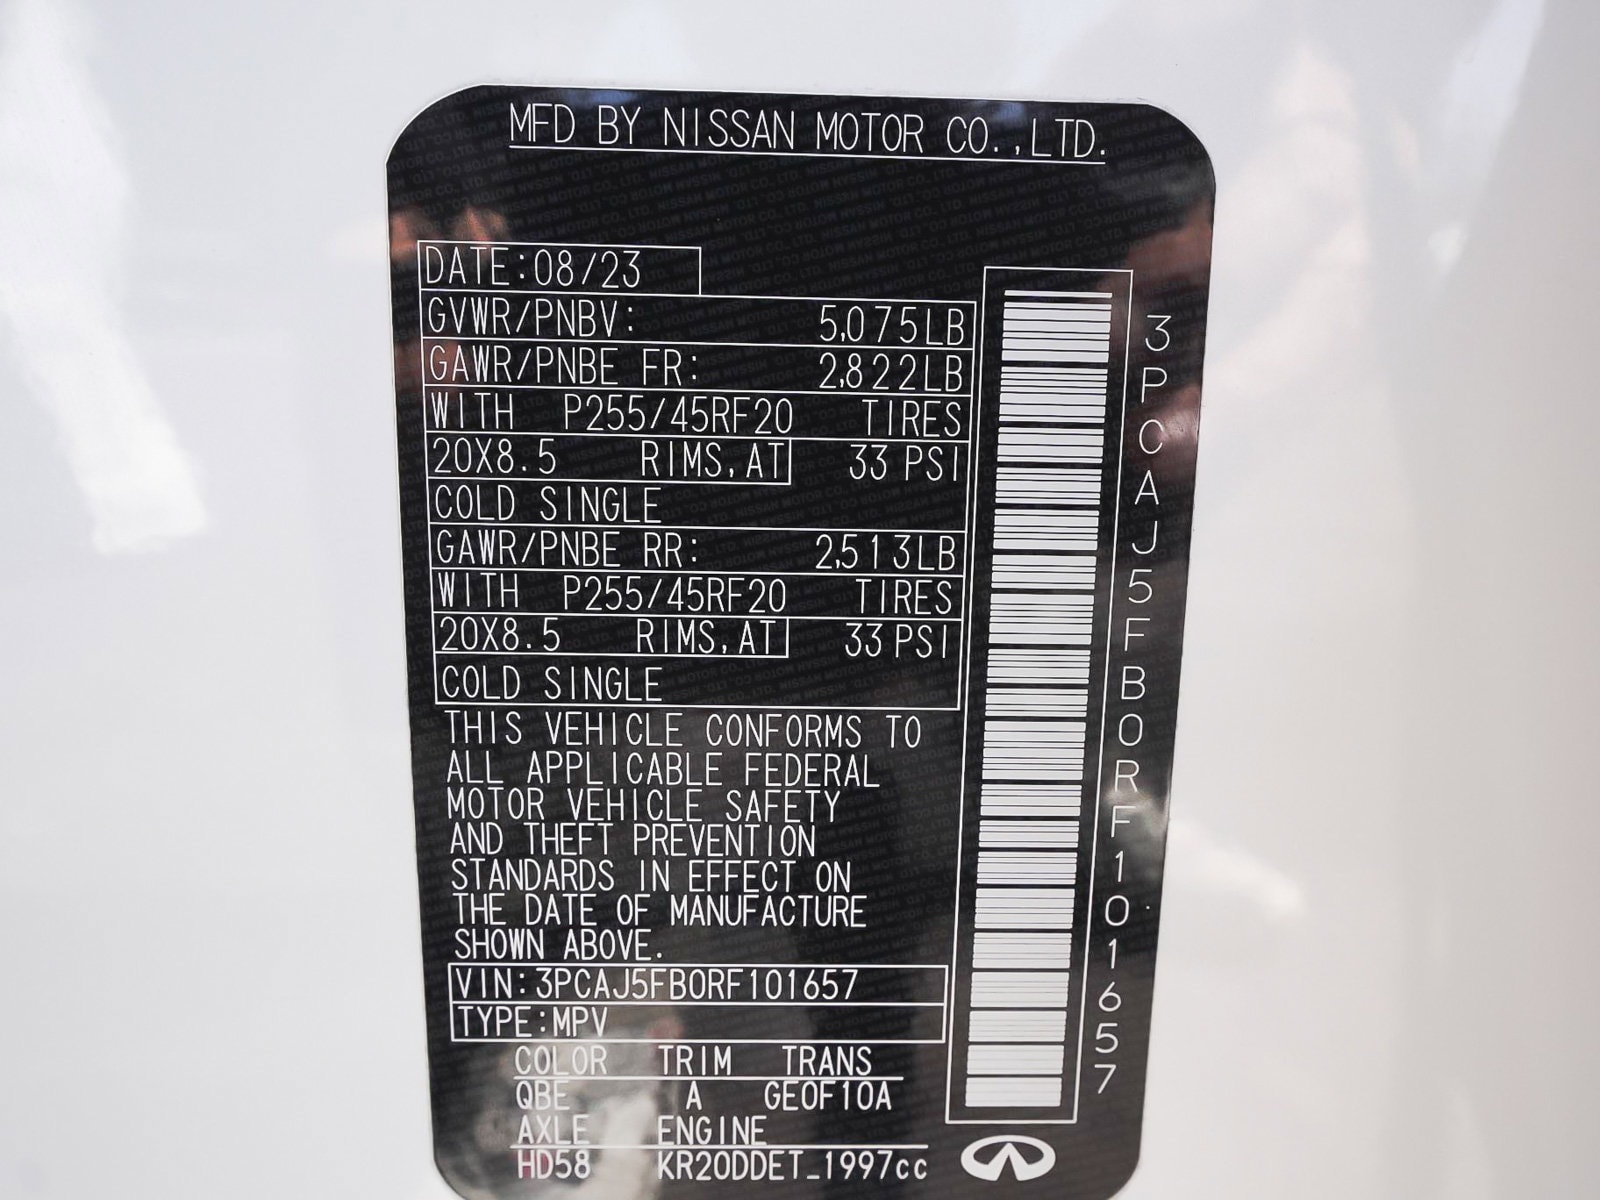 MFD BY NISSAN MOTOR CO.,LTD.
DATE:08/23
GVWR/PNBV: 5,075LB
GAWR/PNBE FR: 2,822LB
WITH P255/45RF20 TIRES
20X8.5 RIMS,AT 33 PSI
COLD SINGLE
GAWR/PNBE RR: 2,513LB
WITH P255/45RF20 TIRES
20X8.5 RIMS,AT 33 PSI
COLD SINGLE
THIS VEHICLE CONFORMS TO
ALL APPLICABLE FEDERAL
MOTOR VEHICLE SAFETY
AND THEFT PREVENTION
STANDARDS IN EFFECT ON
THE DATE OF MANUFACTURE
SHOWN ABOVE.
VIN:3PCAJ5FB0RF101657
TYPE:MPV
COLOR TRIM TRANS
QBE A GE0F10A
AXLE ENGINE
HD58 KR20DDET_1997cc
3PCAJ5FB0RF101657